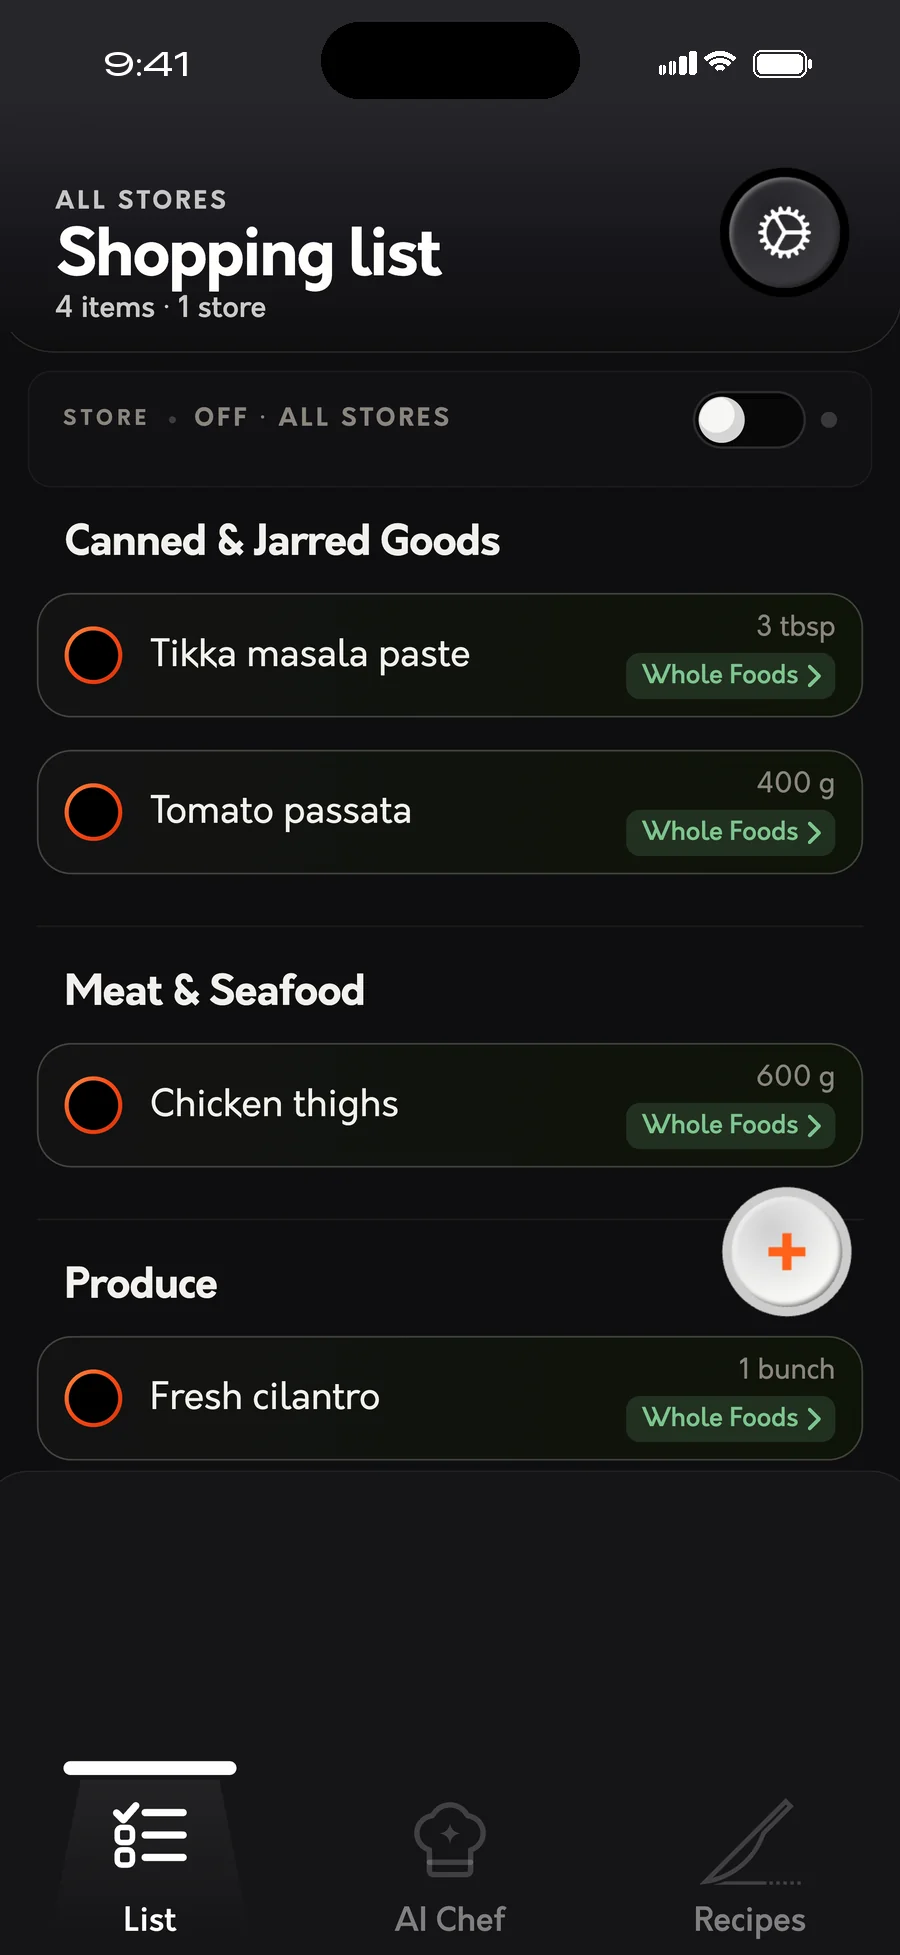 9:41
ALL STORES
Shopping list
4 items · 1 store
STORE • OFF · ALL STORES
Canned & Jarred Goods
3 tbsp
Tikka masala paste
Whole Foods
400 g
Tomato passata
Whole Foods
Meat & Seafood
600 g
Chicken thighs
Whole Foods
Produce
1 bunch
Fresh cilantro
Whole Foods
List
AI Chef
Recipes